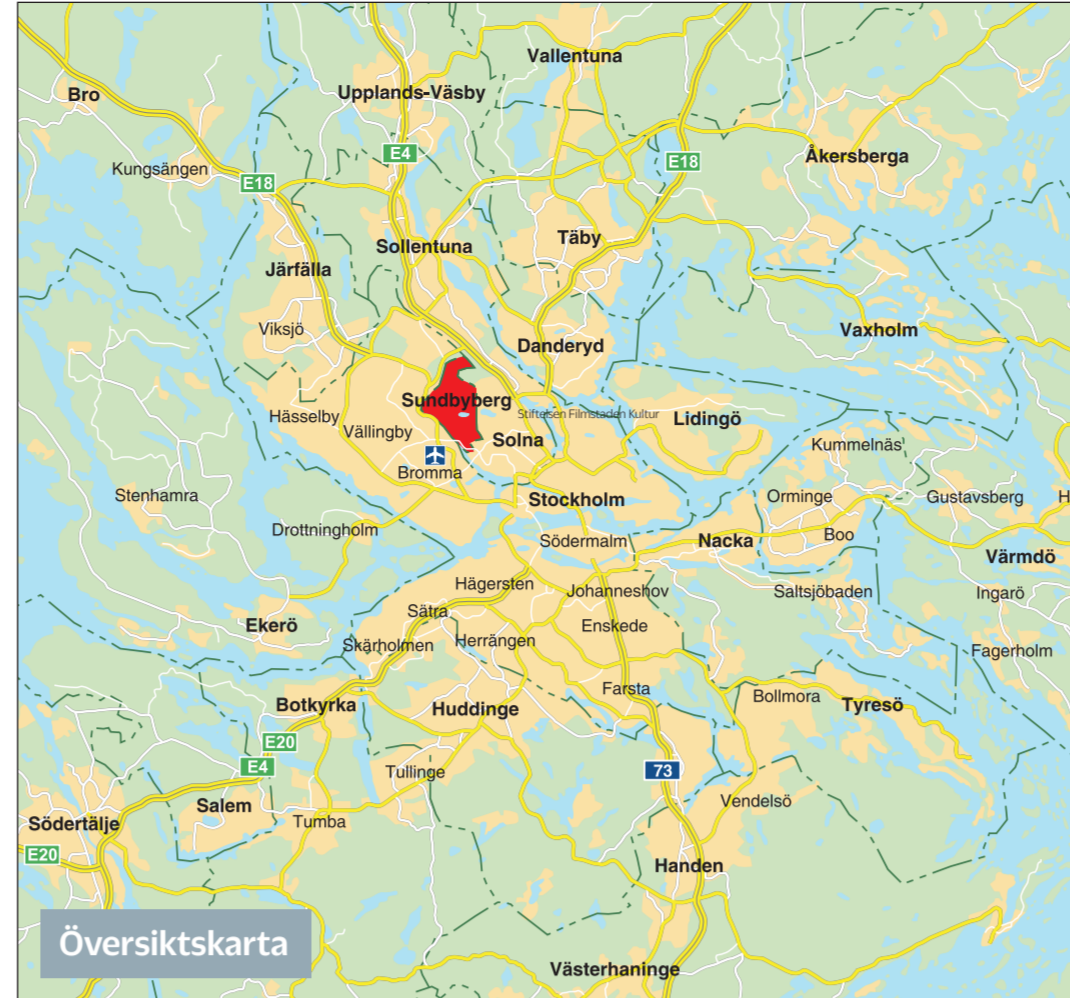 Vallentuna
Bro
Upplands-Väsby
E4
E18
Åkersberga
Kungsängen
E18
Sollentuna
Täby
Järfälla
Viksjö
Vaxholm
Danderyd
Sundbyberg
Stiftelsen Filmstaden Kultur
Hässelby
Lidingö
Vällingby
Solna
Kummelnäs
Bromma
Stenhamra
Stockholm
Orminge
Gustavsberg
H
Drottningholm
Södermalm
Nacka
Boo
Värmdö
Hägersten
Johanneshov
Saltsjöbaden
Ingarö
Sätra
Ekerö
Enskede
Skärholmen
Herrängen
Fagerholm
Farsta
Bollmora
Botkyrka
Huddinge
Tyresö
E20
E4
Tullinge
73
Salem
Vendelsö
Södertälje
Tumba
E20
Handen
Översiktskarta
Västerhaninge